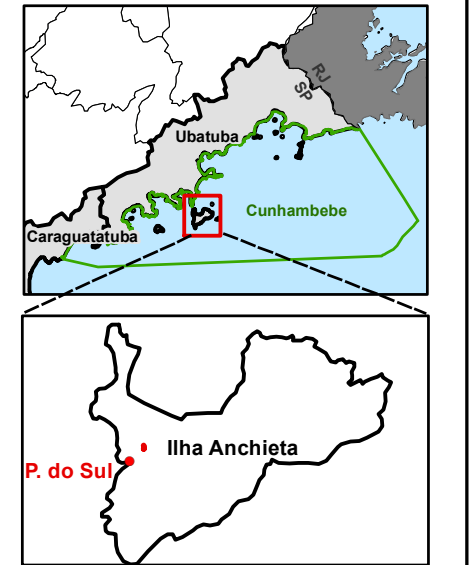 RJ
SP
Ubatuba
Cunhambebe
Caraguatatuba
Ilha Anchieta
P. do Sul